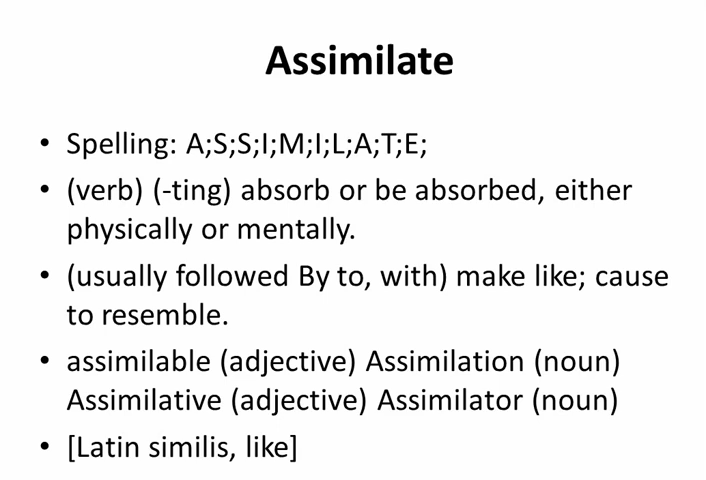 Assimilate
• Spelling: A;S;S;I;M;I;L;A;T;E;
• (verb) (-ting) absorb or be absorbed, either
physically or mentally.
• (usually followed By to, with) make like; cause
to resemble.
• assimilable (adjective) Assimilation (noun)
Assimilative (adjective) Assimilator (noun)
• [Latin similis, like]